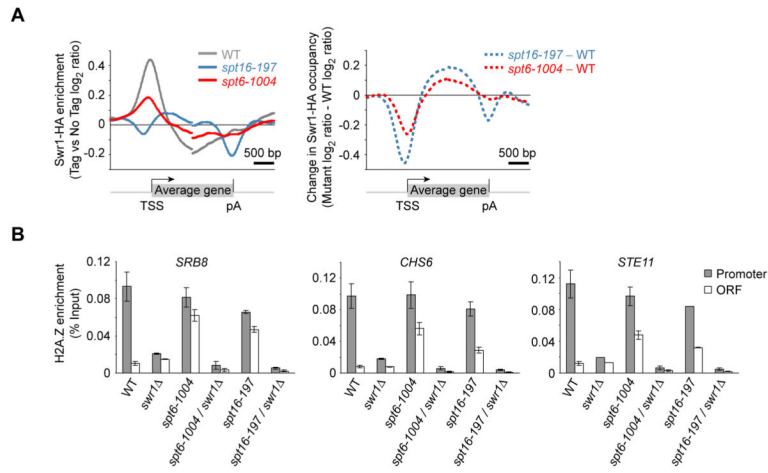 A
Swr1-HA enrichment
(Tag vs No Tag log2 ratio)
0.4
0.2
0
-0.2
WT
spt16-197
spt6-1004
500 bp
Average gene
TSS
pA
Change in Swr1-HA occupancy
(Mutant log2 ratio - WT log2 ratio)
0.2
0
-0.2
-0.4
spt16-197 – WT
spt6-1004 – WT
500 bp
Average gene
TSS
pA
B
H2A.Z enrichment
(% Input)
SRB8
0.12
0.08
0.04
0
WT
swr1Δ
spt6-1004
spt6-1004 / swr1Δ
spt16-197
spt16-197 / swr1Δ
CHS6
0.12
0.08
0.04
0
WT
swr1Δ
spt6-1004
spt6-1004 / swr1Δ
spt16-197
spt16-197 / swr1Δ
STE11
0.12
0.08
0.04
0
WT
swr1Δ
spt6-1004
spt6-1004 / swr1Δ
spt16-197
spt16-197 / swr1Δ
Promoter
ORF